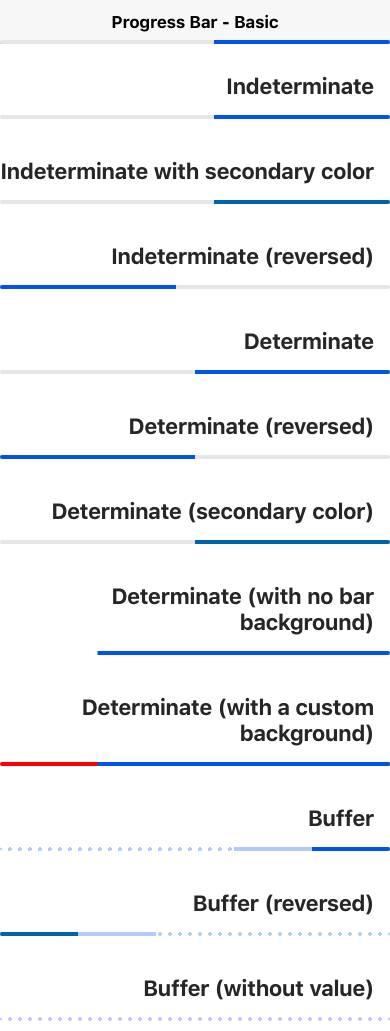 Progress Bar - Basic
Indeterminate
Indeterminate with secondary color
Indeterminate (reversed)
Determinate
Determinate (reversed)
Determinate (secondary color)
Determinate (with no bar
background)
Determinate (with a custom
background)
Buffer
Buffer (reversed)
Buffer (without value)